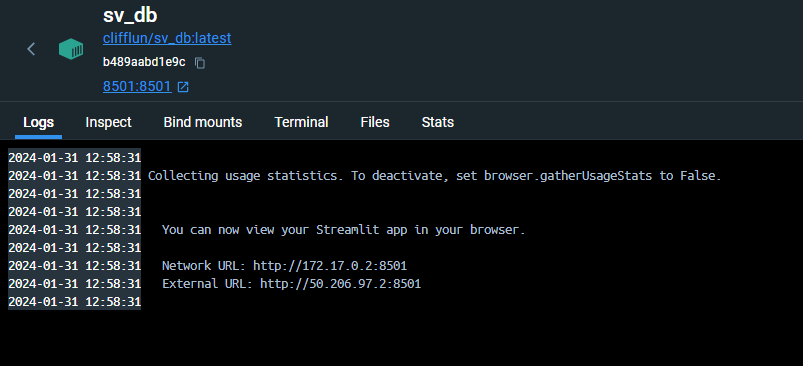 sv_db
clifflun/sv_db:latest
b489aabd1e9c
8501:8501
Logs Inspect Bind mounts Terminal Files Stats
2024-01-31 12:58:31
2024-01-31 12:58:31 Collecting usage statistics. To deactivate, set browser.gatherUsageStats to False.
2024-01-31 12:58:31
2024-01-31 12:58:31
2024-01-31 12:58:31 You can now view your Streamlit app in your browser.
2024-01-31 12:58:31
2024-01-31 12:58:31 Network URL: http://172.17.0.2:8501
2024-01-31 12:58:31 External URL: http://50.206.97.2:8501
2024-01-31 12:58:31